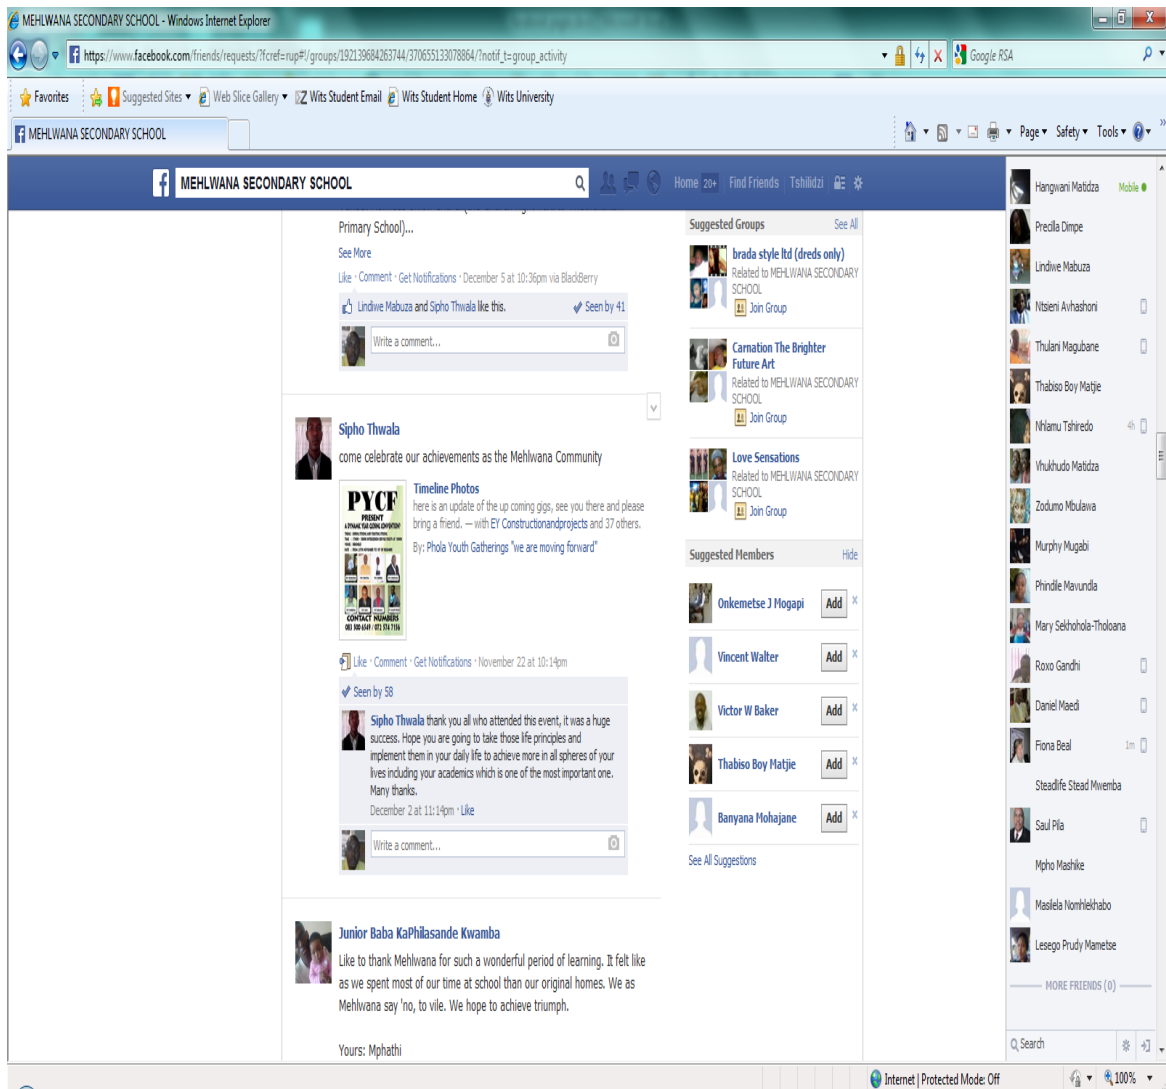 MEHLWANA SECONDARY SCHOOL - Windows Internet Explorer
https://www.facebook.com/friends/requests/?fcref=rup#!/groups/192139684263744/370655133078864/?notif_t=group_activity
Google RSA
Favorites
Suggested Sites
Web Slice Gallery
Wits Student Email
Wits Student Home
Wits University
MEHLWANA SECONDARY SCHOOL
Page
Safety
Tools
MEHLWANA SECONDARY SCHOOL
Home 20+
Find Friends
Tshilidzi
Primary School)...
See More
Like · Comment · Get Notifications · December 5 at 10:36pm via BlackBerry
Lindiwe Mabuza and Sipho Thwala like this.
Seen by 41
Write a comment...
Sipho Thwala
come celebrate our achievements as the Mehlwana Community
PYCF
PRESENT
A DYNAMIC YEAR CLOSING CONVENTION!
CONTACT NUMBERS
Timeline Photos
here is an update of the up coming gigs, see you there and please
bring a friend. — with EY Constructionandprojects and 37 others.
By: Phola Youth Gatherings "we are moving forward"
Like · Comment · Get Notifications · November 22 at 10:14pm
Seen by 58
Sipho Thwala thank you all who attended this event, it was a huge
success. Hope you are going to take those life principles and
implement them in your daily life to achieve more in all spheres of your
lives including your academics which is one of the most important one.
Many thanks.
December 2 at 11:14pm · Like
Write a comment...
Junior Baba KaPhilasande Kwamba
Like to thank Mehlwana for such a wonderful period of learning. It felt like
as we spent most of our time at school than our original homes. We as
Mehlwana say 'no, to vile. We hope to achieve triumph.
Yours: Mphathi
Suggested Groups
See All
brada style ltd (dreds only)
Related to MEHLWANA SECONDARY
SCHOOL
Join Group
Carnation The Brighter
Future Art
Related to MEHLWANA SECONDARY
SCHOOL
Join Group
Love Sensations
Related to MEHLWANA SECONDARY
SCHOOL
Join Group
Suggested Members
Hide
Onkemetse J Mogapi
Add
Vincent Walter
Add
Victor W Baker
Add
Thabiso Boy Matjie
Add
Banyana Mohajane
Add
See All Suggestions
Hangwani Matidza
Mobile
Precilla Dimpe
Lindiwe Mabuza
Ntsieni Avhashoni
Thulani Magubane
Thabiso Boy Matjie
Nhlamu Tshiredo
4h
Vhukhudo Matidza
Zodumo Mbulawa
Murphy Mugabi
Phindile Mavundla
Mary Sekhohola-Tholoana
Roxo Gandhi
Daniel Maedi
Fiona Beal
1m
Steadlife Stead Mwemba
Saul Pila
Mpho Mashike
Masilela Nomhlekhabo
Lesego Prudy Mametse
MORE FRIENDS (0)
Search
Internet | Protected Mode: Off
100%